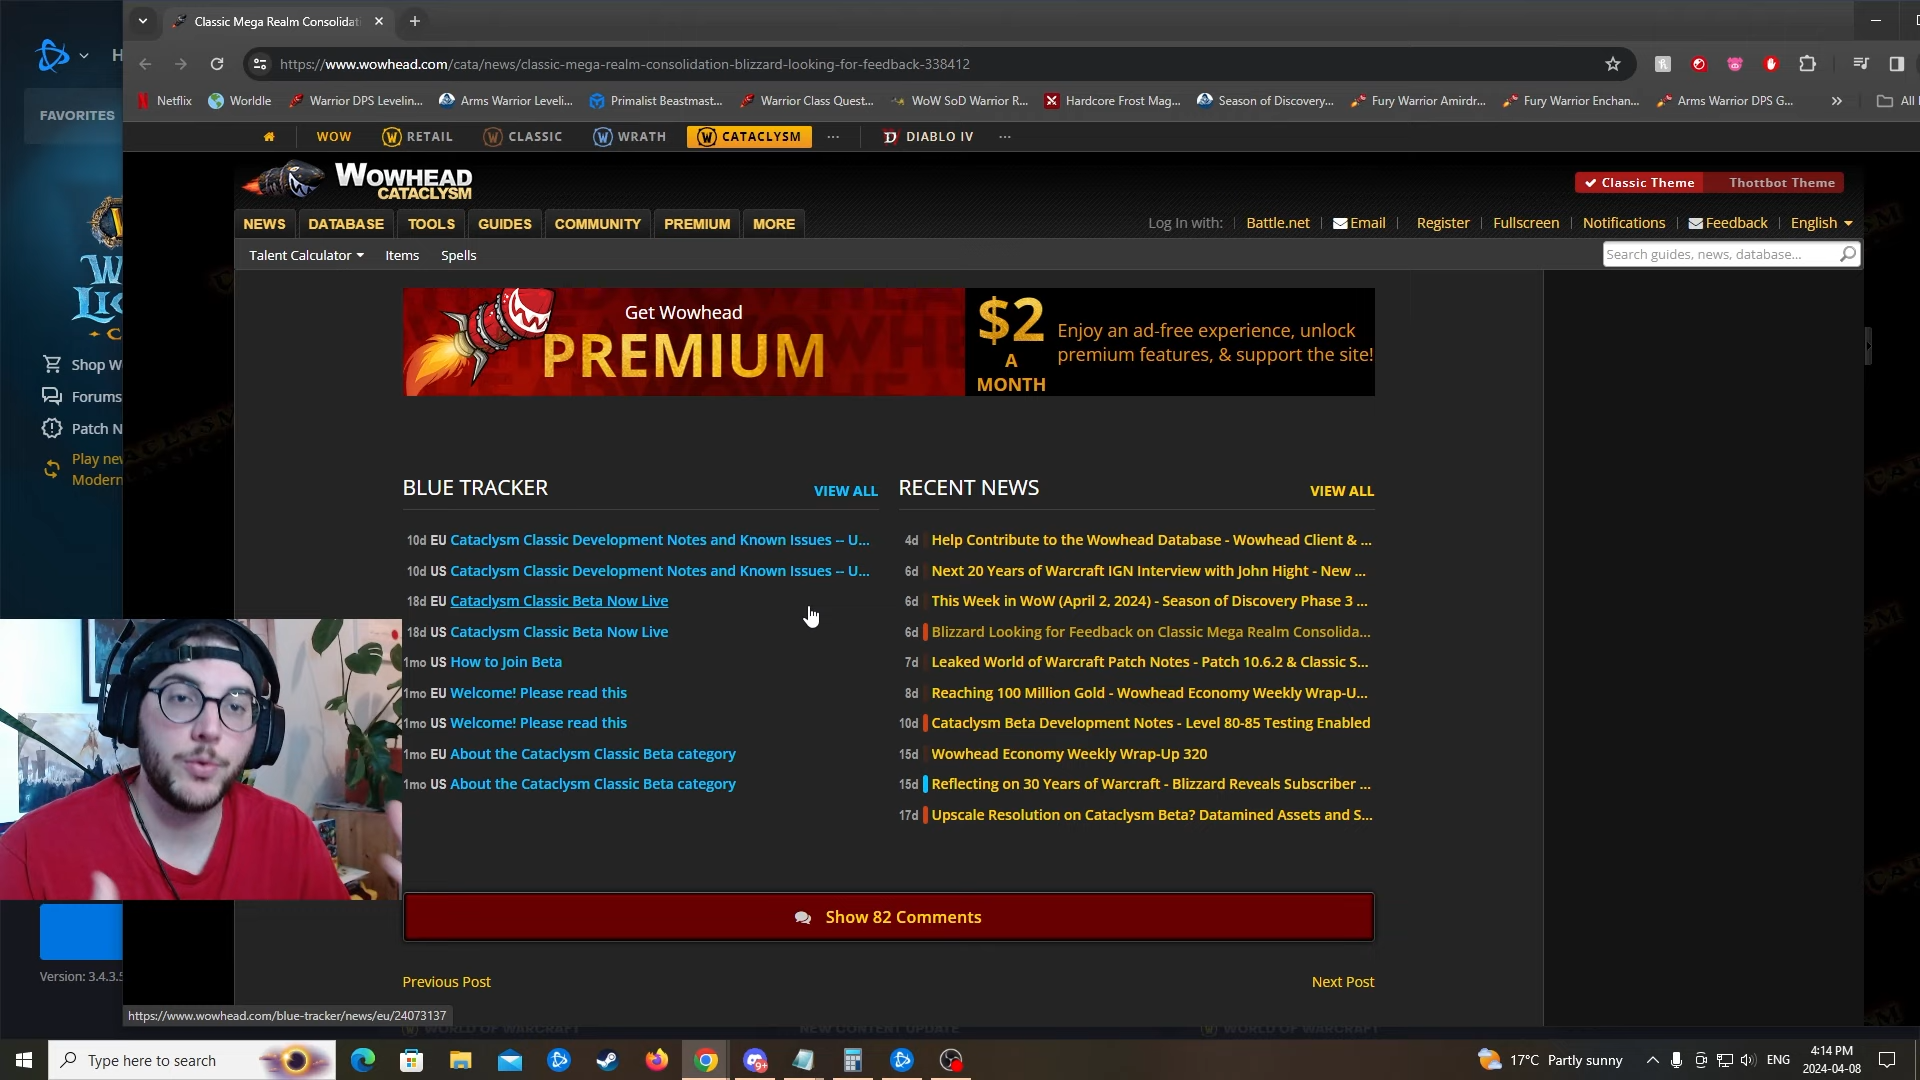 Classic Mega Realm Consolidati
https://www.wowhead.com/cata/news/classic-mega-realm-consolidation-blizzard-looking-for-feedback-338412
Netflix
Worldle
Warrior DPS Levelin...
Arms Warrior Leveli...
Primalist Beastmast...
Warrior Class Quest...
WoW SoD Warrior R...
Hardcore Frost Mag...
Season of Discovery...
Fury Warrior Amirdr...
Fury Warrior Enchan...
Arms Warrior DPS G...
»
All
WOW
RETAIL
CLASSIC
WRATH
CATACLYSM
...
DIABLO IV
...
WOWHEAD
CATACLYSM
Classic Theme
Thottbot Theme
NEWS
DATABASE
TOOLS
GUIDES
COMMUNITY
PREMIUM
MORE
Log In with:
Battle.net
Email
Register
Fullscreen
Notifications
Feedback
English
Talent Calculator
Items
Spells
Search guides, news, database...
FAVORITES
Shop W
Forums
Patch N
Play nev
Modern
Get Wowhead
PREMIUM
$2
A
MONTH
Enjoy an ad-free experience, unlock
premium features, & support the site!
BLUE TRACKER
VIEW ALL
10d EU Cataclysm Classic Development Notes and Known Issues -- U...
10d US Cataclysm Classic Development Notes and Known Issues -- U...
18d EU Cataclysm Classic Beta Now Live
18d US Cataclysm Classic Beta Now Live
1mo US How to Join Beta
1mo EU Welcome! Please read this
1mo US Welcome! Please read this
1mo EU About the Cataclysm Classic Beta category
1mo US About the Cataclysm Classic Beta category
RECENT NEWS
VIEW ALL
4d Help Contribute to the Wowhead Database - Wowhead Client & ...
6d Next 20 Years of Warcraft IGN Interview with John Hight - New ...
6d This Week in WoW (April 2, 2024) - Season of Discovery Phase 3 ...
6d Blizzard Looking for Feedback on Classic Mega Realm Consolida...
7d Leaked World of Warcraft Patch Notes - Patch 10.6.2 & Classic S...
8d Reaching 100 Million Gold - Wowhead Economy Weekly Wrap-U...
10d Cataclysm Beta Development Notes - Level 80-85 Testing Enabled
15d Wowhead Economy Weekly Wrap-Up 320
15d Reflecting on 30 Years of Warcraft - Blizzard Reveals Subscriber ...
17d Upscale Resolution on Cataclysm Beta? Datamined Assets and S...
Show 82 Comments
Previous Post
Next Post
Version: 3.4.3.5
https://www.wowhead.com/blue-tracker/news/eu/24073137
WORLD OF WARCRAFT
NEW CONTENT UPDATE
WORLD OF WARCRAFT
Type here to search
17°C Partly sunny
ENG
4:14 PM
2024-04-08